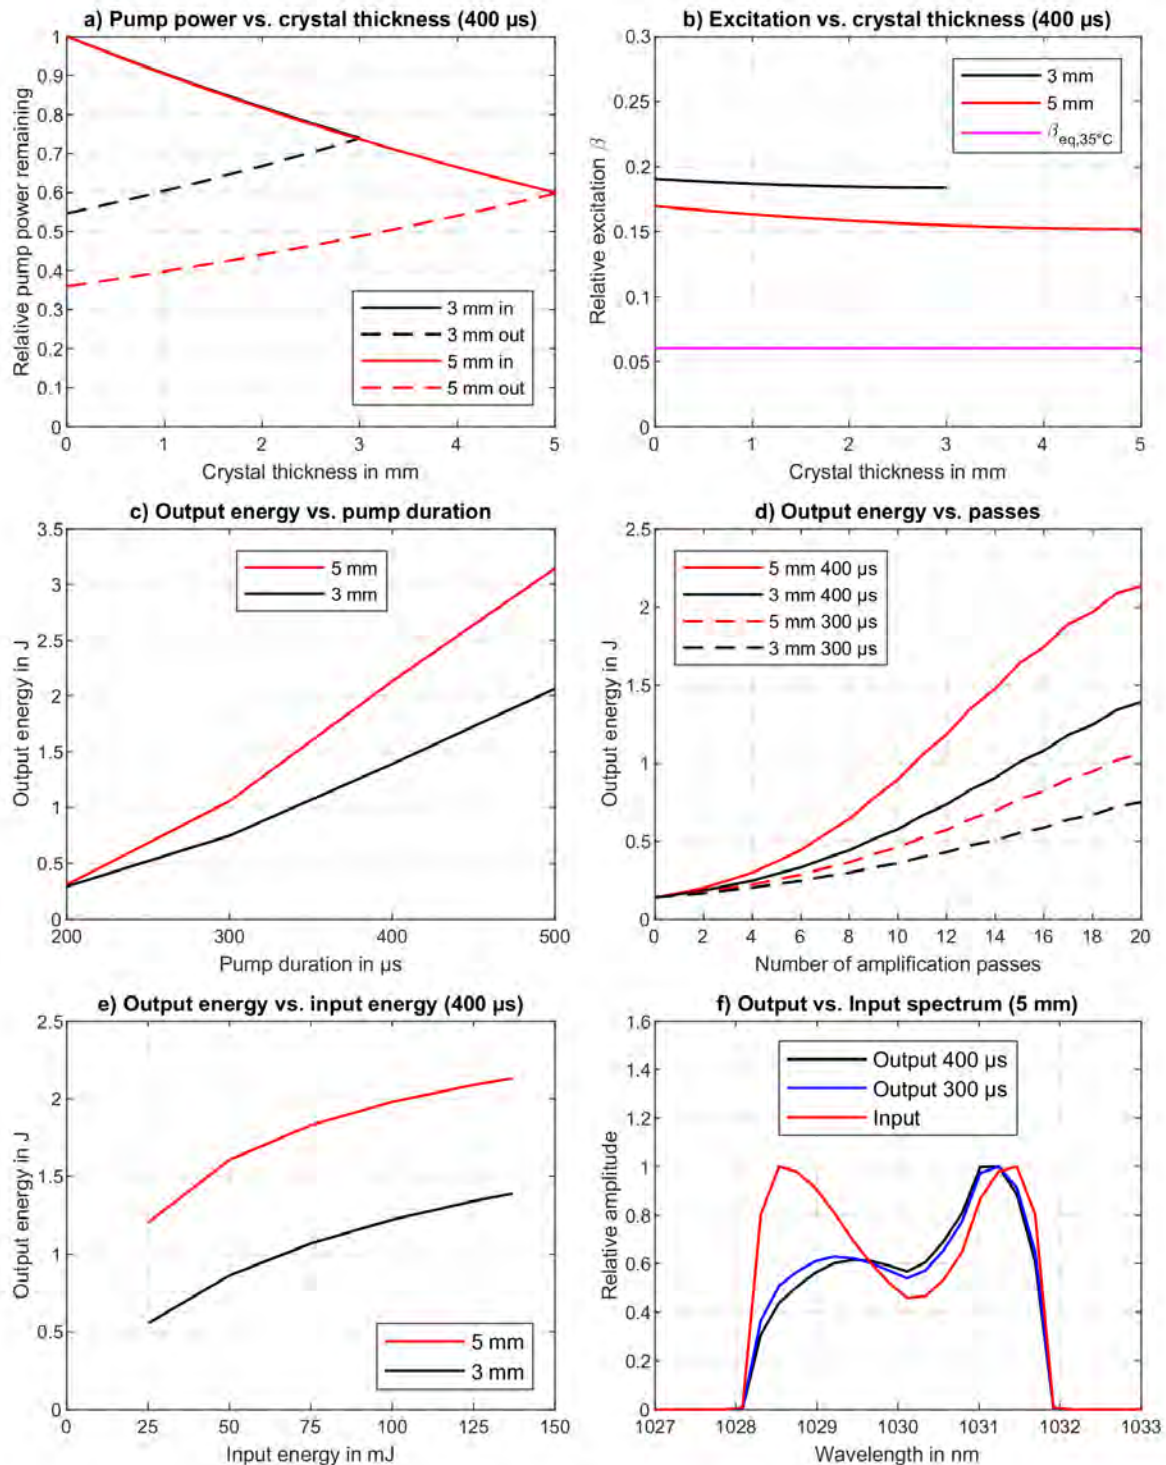 a) Pump power vs. crystal thickness (400 µs)
1
0.9
0.8
0.7
0.6
0.5
0.4
0.3
0.2
0.1
0
Relative pump power remaining
3 mm in
3 mm out
5 mm in
5 mm out
0 1 2 3 4 5
Crystal thickness in mm
b) Excitation vs. crystal thickness (400 µs)
0.3
0.25
0.2
0.15
0.1
0.05
0
Relative excitation β
3 mm
5 mm
βeq,35°C
0 1 2 3 4 5
Crystal thickness in mm
c) Output energy vs. pump duration
3.5
3
2.5
2
1.5
1
0.5
0
Output energy in J
5 mm
3 mm
200 300 400 500
Pump duration in µs
d) Output energy vs. passes
2.5
2
1.5
1
0.5
0
Output energy in J
5 mm 400 µs
3 mm 400 µs
5 mm 300 µs
3 mm 300 µs
0 2 4 6 8 10 12 14 16 18 20
Number of amplification passes
e) Output energy vs. input energy (400 µs)
2.5
2
1.5
1
0.5
0
Output energy in J
5 mm
3 mm
0 25 50 75 100 125 150
Input energy in mJ
f) Output vs. Input spectrum (5 mm)
1.6
1.4
1.2
1
0.8
0.6
0.4
0.2
0
Relative amplitude
Output 400 µs
Output 300 µs
Input
1027 1028 1029 1030 1031 1032 1033
Wavelength in nm